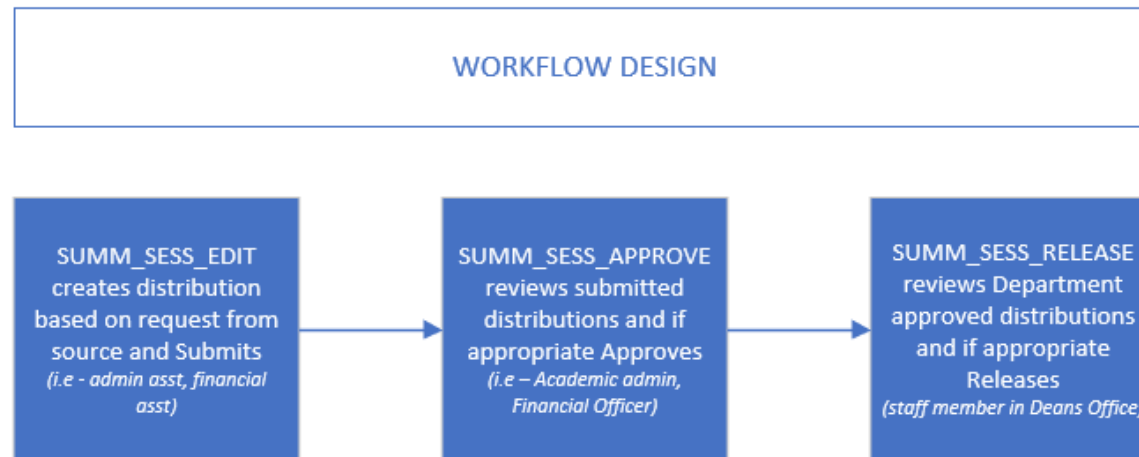 WORKFLOW DESIGN
SUMM_SESS_EDIT
creates distribution
based on request from
source and Submits
(i.e - admin asst, financial
asst)
SUMM_SESS_APPROVE
reviews submitted
distributions and if
appropriate Approves
(i.e – Academic admin,
Financial Officer)
SUMM_SESS_RELEASE
reviews Department
approved distributions
and if appropriate
Releases
(staff member in Deans Office)